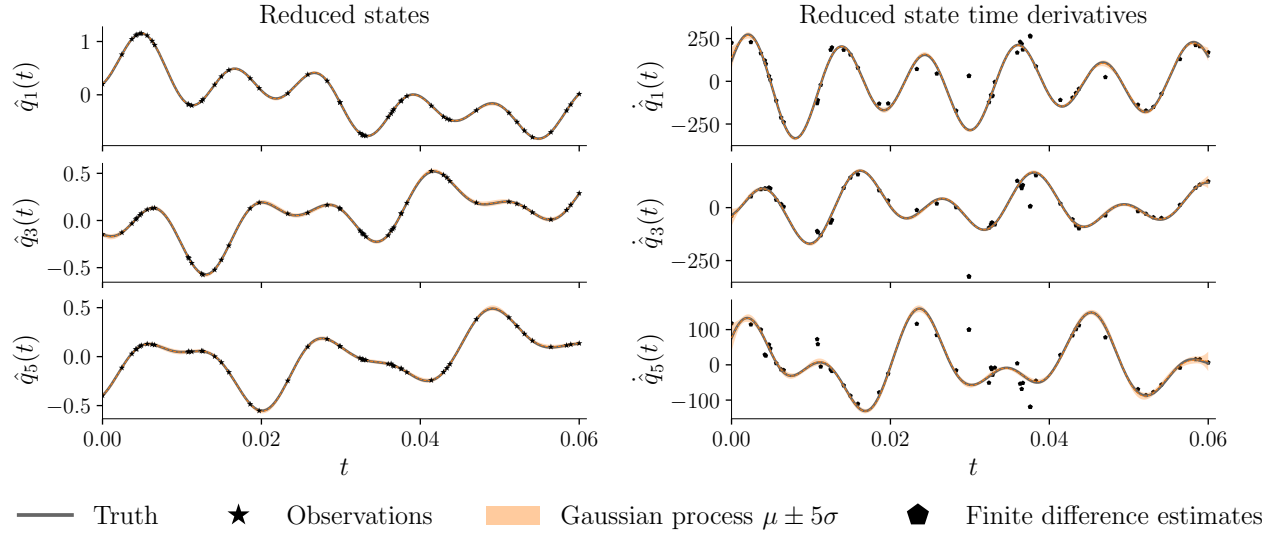 Reduced states
Reduced state time derivatives
1
0
q̂₁(t)
250
0
−250
q̂̇₁(t)
0.5
0.0
−0.5
q̂₃(t)
0
−250
q̂̇₃(t)
0.5
0.0
−0.5
q̂₅(t)
100
0
−100
q̂̇₅(t)
0.00 0.02 0.04 0.06
t
0.00 0.02 0.04 0.06
t
Truth Observations Gaussian process μ ± 5σ Finite difference estimates